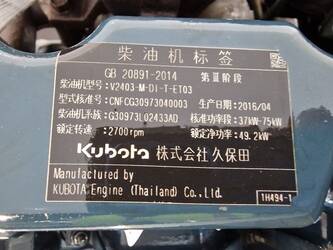 柴油机标签
GB 20891-2014 第Ⅲ阶段
柴油机型号: V2403-M-DI-T-ET03
型式核准号: CNFCG30973040003 生产日期: 2016/04
柴油机系族: G30973L02433AD 核准功率段: 37kW-75kW
额定转速: 2700rpm 额定净功率: 49.2kW
Kubota 株式会社久保田
Manufactured by
KUBOTA Engine (Thailand) Co.,Ltd. 1H494-1